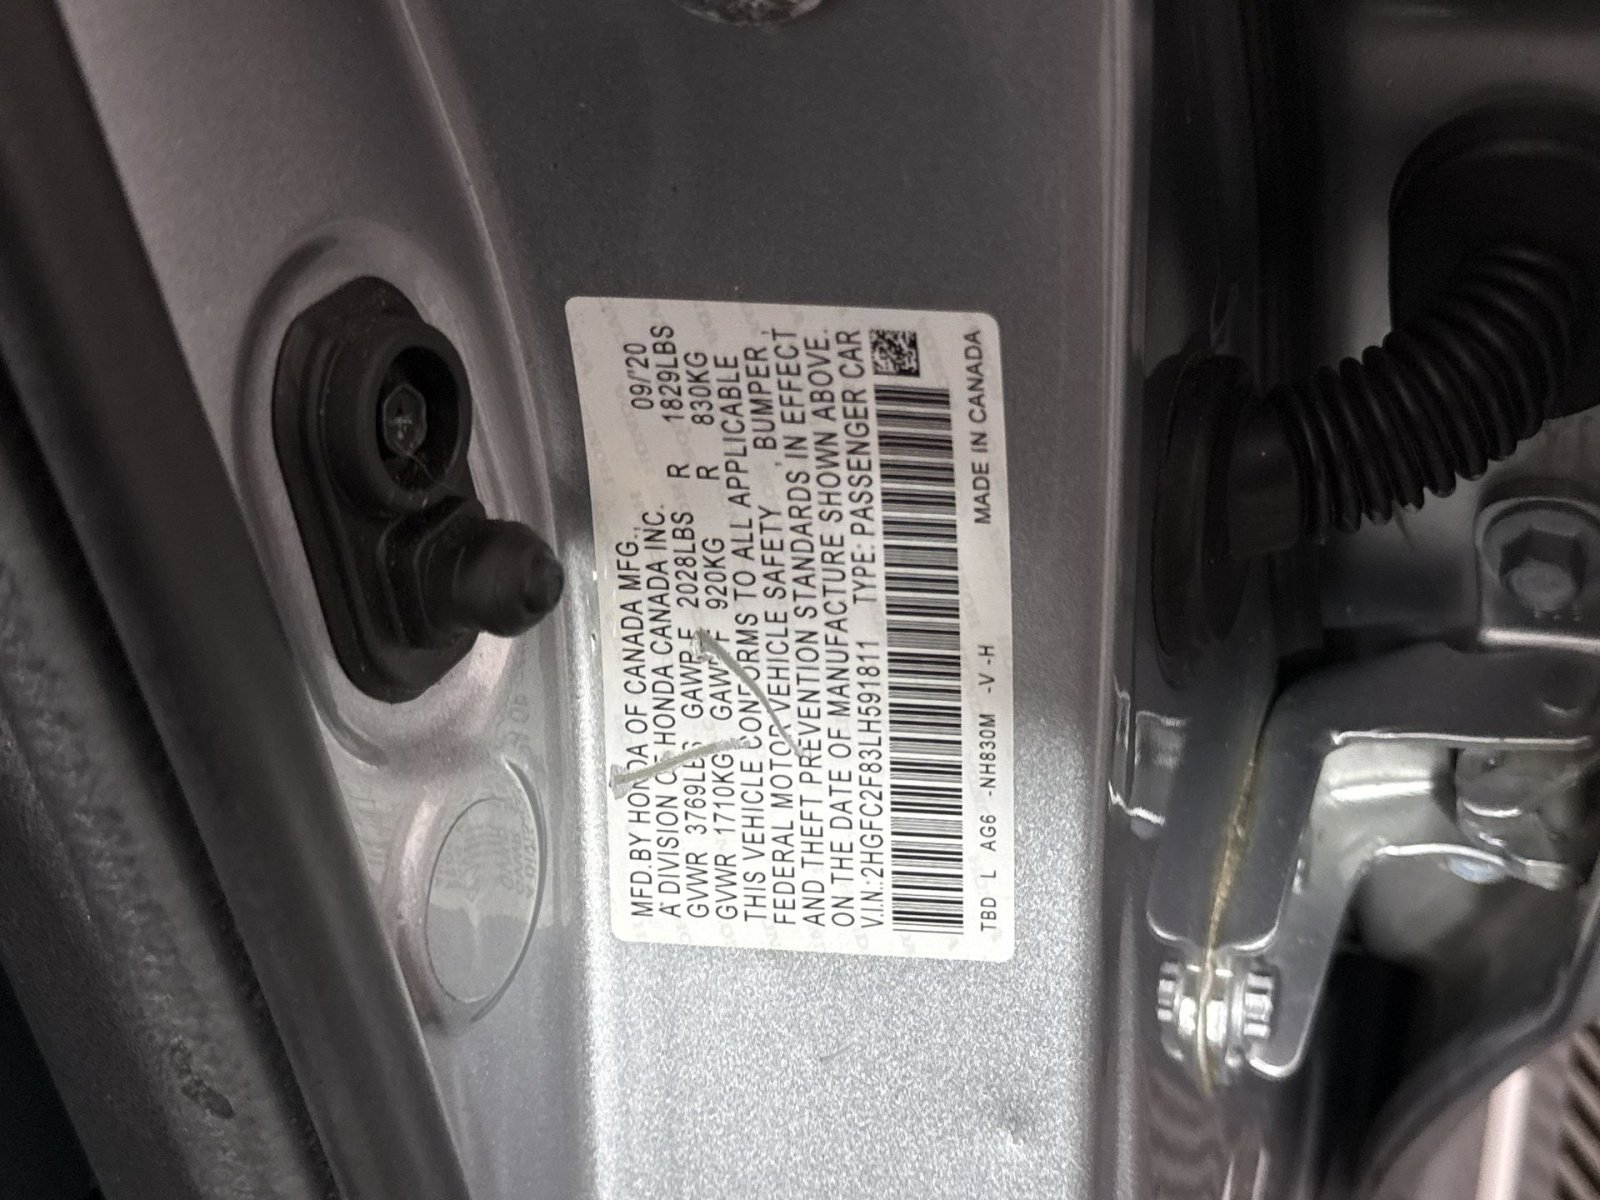 MFD.BY HONDA OF CANADA MFG., 09/'20
A DIVISION OF HONDA CANADA INC.
GVWR 3769LBS GAWR F 2028LBS R 1829LBS
GVWR 1710KG GAWR F 920KG R 830KG
THIS VEHICLE CONFORMS TO ALL APPLICABLE
FEDERAL MOTOR VEHICLE SAFETY, BUMPER,
AND THEFT PREVENTION STANDARDS IN EFFECT
ON THE DATE OF MANUFACTURE SHOWN ABOVE.
V.I.N.:2HGFC2F83LH591811 TYPE: PASSENGER CAR
TBD L AG6 -NH830M -V -H MADE IN CANADA